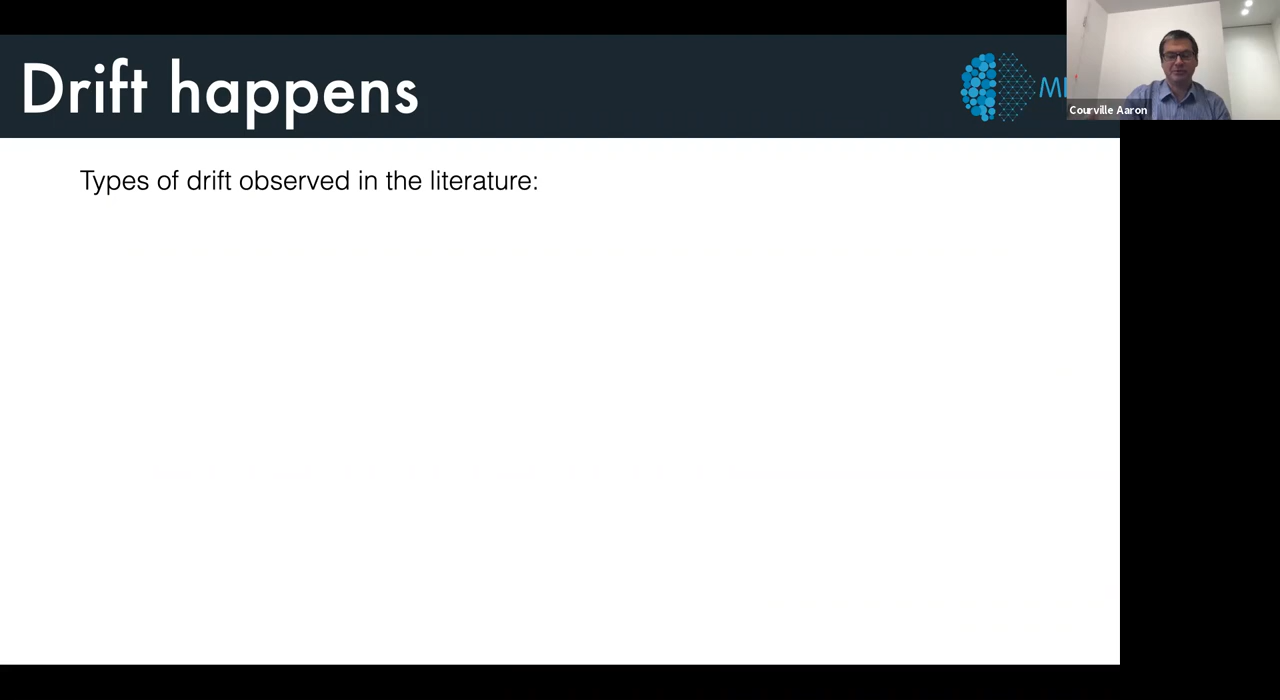 Drift happens
Courville Aaron
Types of drift observed in the literature: